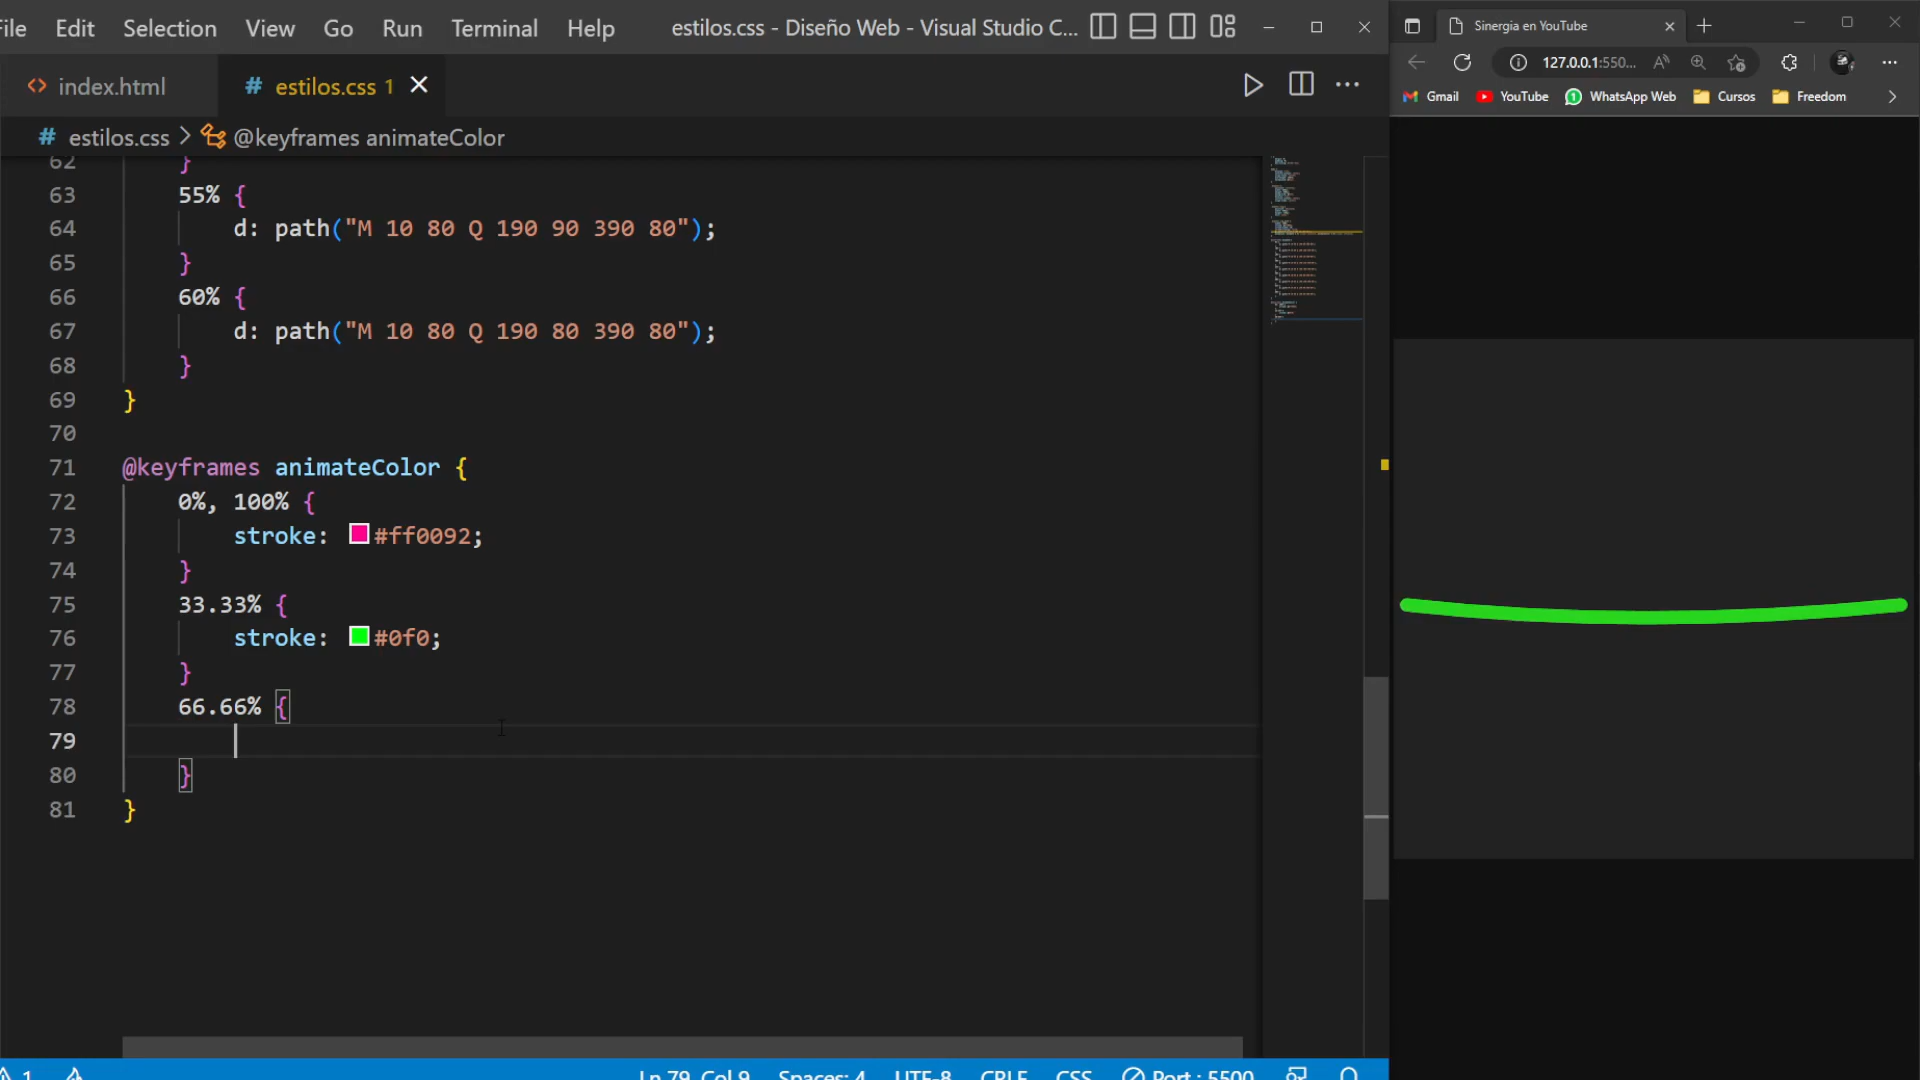 File Edit Selection View Go Run Terminal Help estilos.css - Diseño Web - Visual Studio C...
index.html estilos.css 1
estilos.css > @keyframes animateColor
62 }
63 55% {
64 d: path("M 10 80 Q 190 90 390 80");
65 }
66 60% {
67 d: path("M 10 80 Q 190 80 390 80");
68 }
69 }
70
71 @keyframes animateColor {
72 0%, 100% {
73 stroke: #ff0092;
74 }
75 33.33% {
76 stroke: #0f0;
77 }
78 66.66% {
79
80 }
81 }
1 Ln 79, Col 9 Spaces: 4 UTF-8 CRLF CSS Port : 5500
Sinergia en YouTube
127.0.0.1:550...
Gmail YouTube WhatsApp Web Cursos Freedom